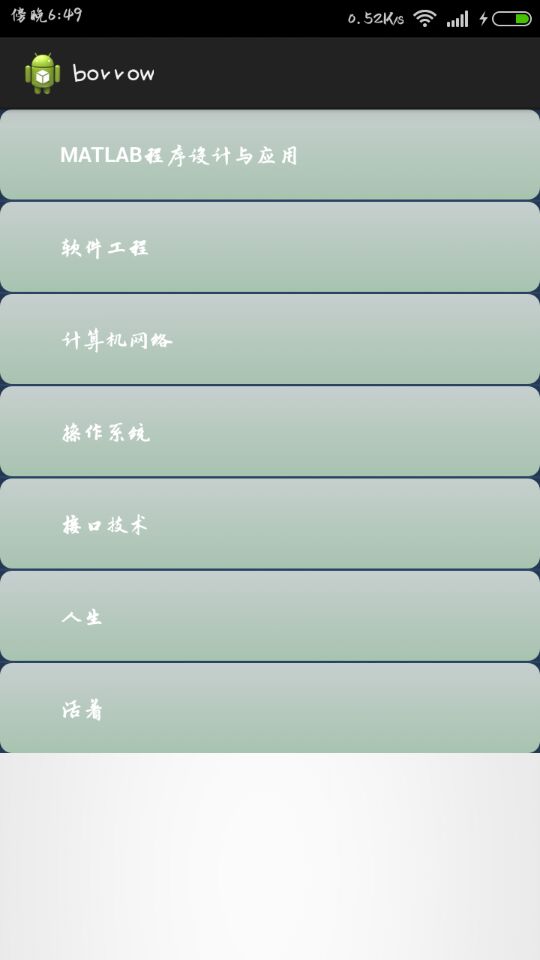 傍晚6:49
0.52K/s
borrow
MATLAB程序设计与应用
软件工程
计算机网络
操作系统
接口技术
人生
活着